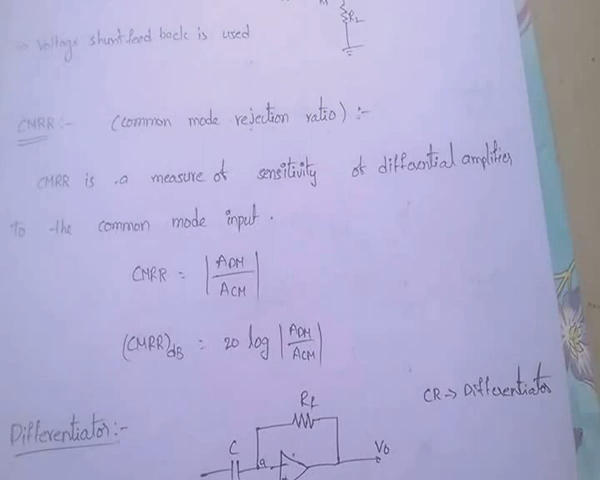 RL
Voltage shunt feed back is used
CMRR :- (common mode rejection ratio) :-
CMRR is a measure of sensitivity of differential amplifier
to the common mode input.
CMRR = |ADM/ACM|
(CMRR)dB = 20 log |ADM/ACM|
CR → Differentiator
Differentiator:-
Rf
C
a
Vo